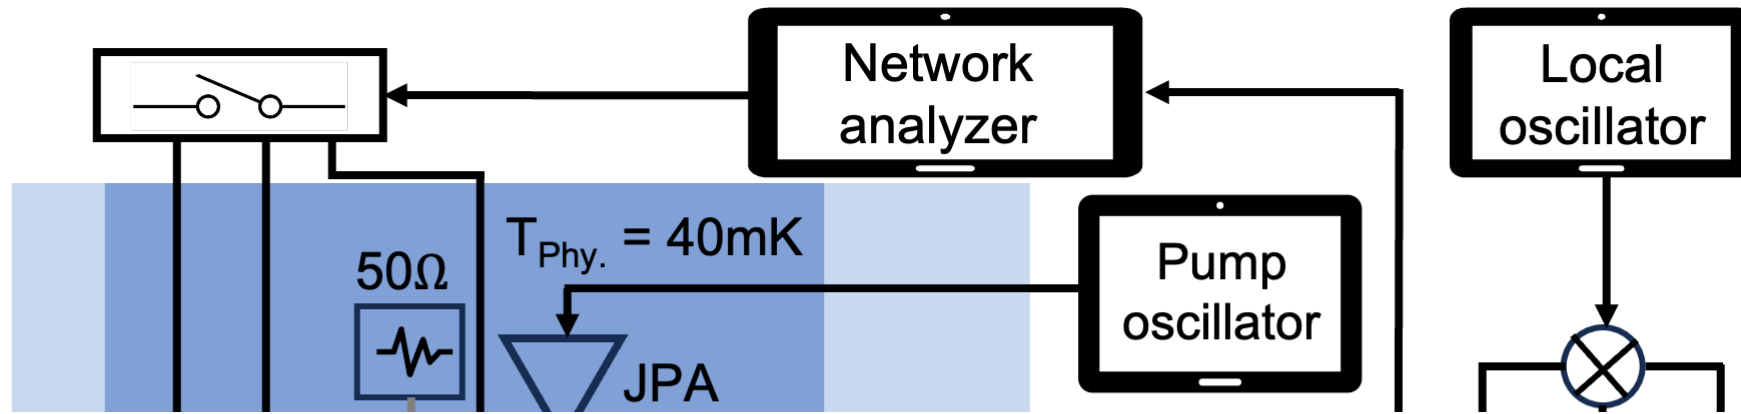 Network
analyzer
Local
oscillator
T_Phy. = 40mK
50Ω
Pump
oscillator
JPA